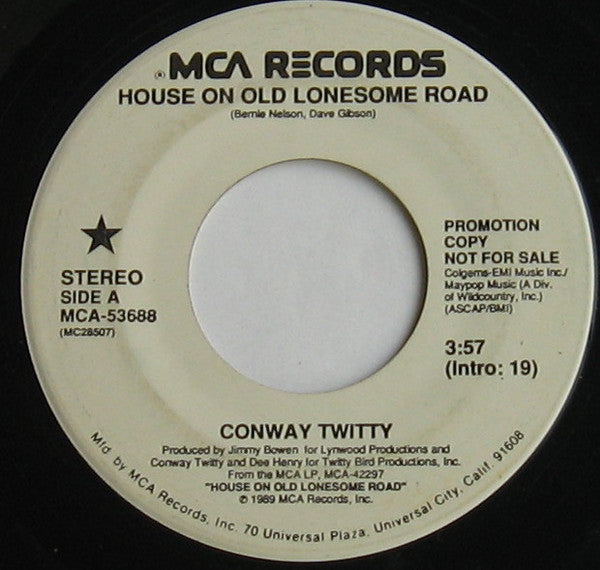 ® MCA RECORDS
HOUSE ON OLD LONESOME ROAD
(Bernie Nelson, Dave Gibson)
STEREO
SIDE A
MCA-53688
(MC28507)
PROMOTION
COPY
NOT FOR SALE
Colgems-EMI Music Inc./
Maypop Music (A Div.
of Wildcountry, Inc.)
(ASCAP/BMI)
3:57
(Intro: 19)
CONWAY TWITTY
Produced by Jimmy Bowen for Lynwood Productions and
Conway Twitty and Dee Henry for Twitty Bird Productions, Inc.
From the MCA LP, MCA-42297
"HOUSE ON OLD LONESOME ROAD"
℗ 1989 MCA Records, Inc.
Mfd. by MCA Records, Inc. 70 Universal Plaza, Universal City, Calif. 91608